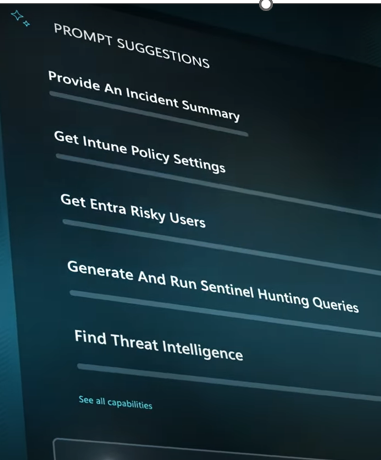 PROMPT SUGGESTIONS
Provide An Incident Summary
Get Intune Policy Settings
Get Entra Risky Users
Generate And Run Sentinel Hunting Queries
Find Threat Intelligence
See all capabilities